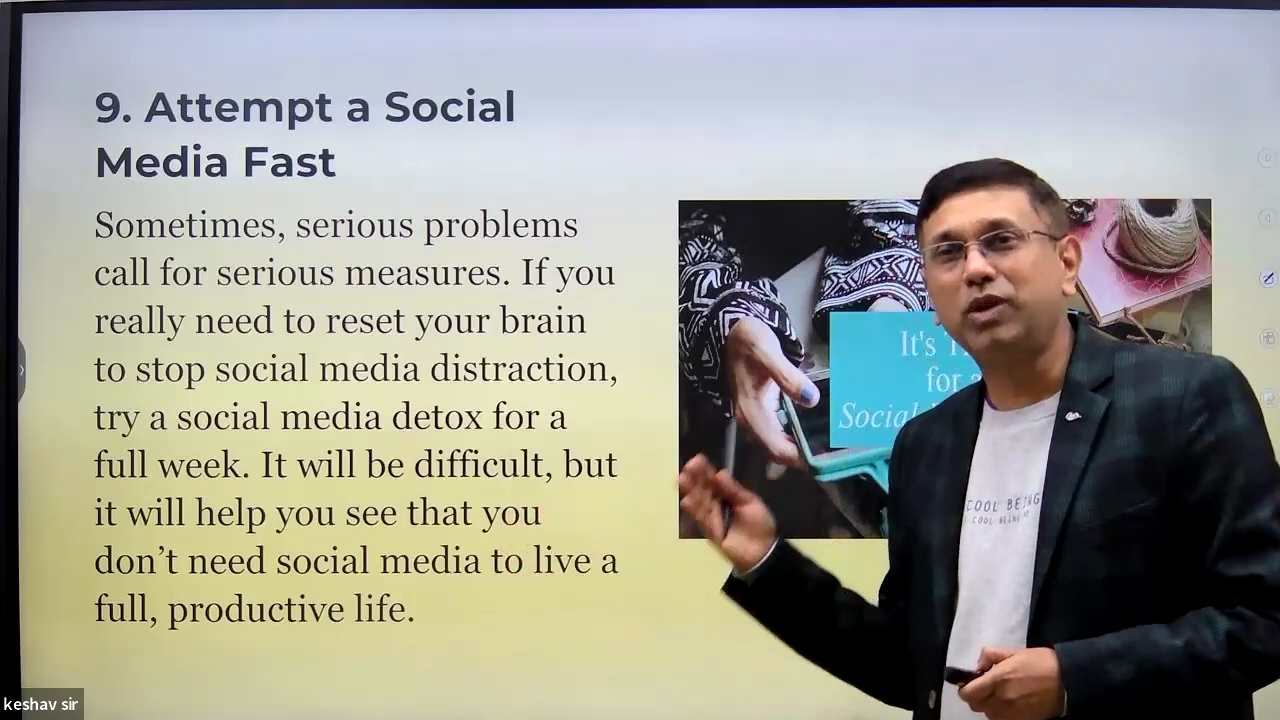 9. Attempt a Social
Media Fast
Sometimes, serious problems
call for serious measures. If you
really need to reset your brain
to stop social media distraction,
try a social media detox for a
full week. It will be difficult, but
it will help you see that you
don't need social media to live a
full, productive life.
It's
for a
Social
COOL BEING
COOL BEING
keshav sir